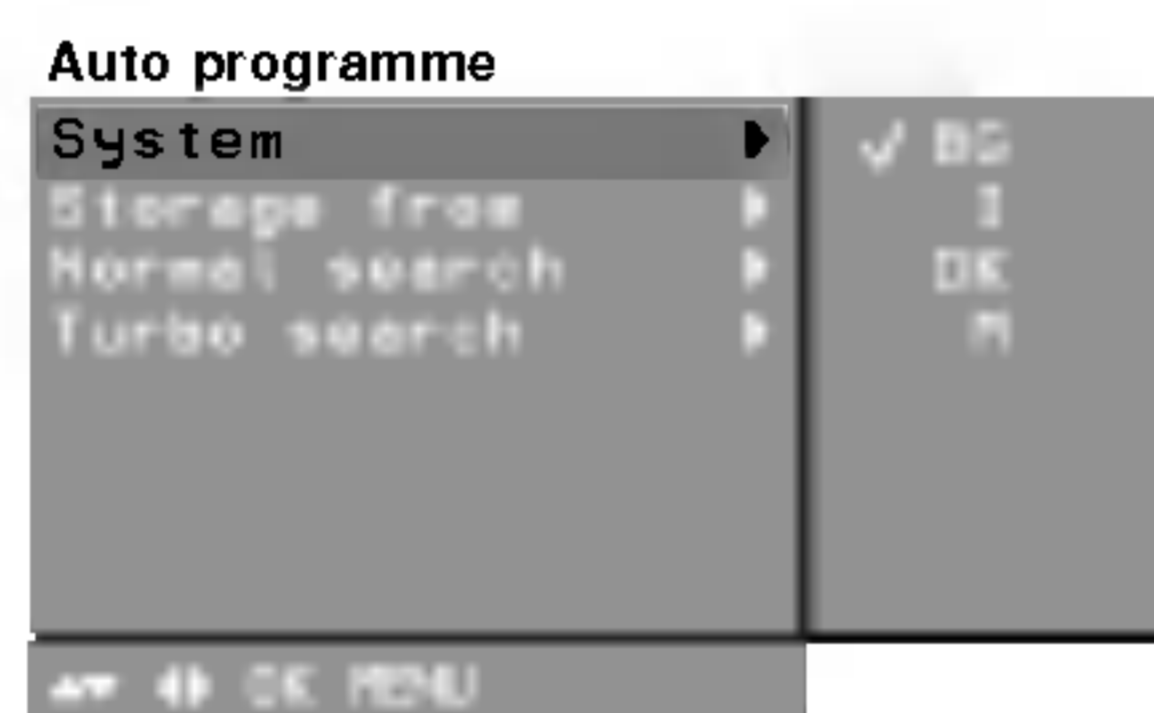 Auto programme
System
Storage from
Normal search
Turbo search
BG
I
DK
M
OK MENU